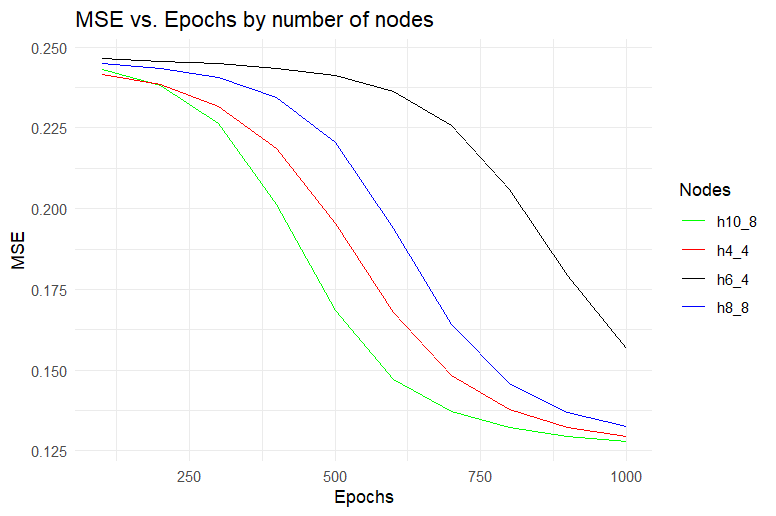 MSE vs. Epochs by number of nodes
0.250
0.225
0.200
0.175
0.150
0.125
MSE
250 500 750 1000
Epochs
Nodes
h10_8
h4_4
h6_4
h8_8